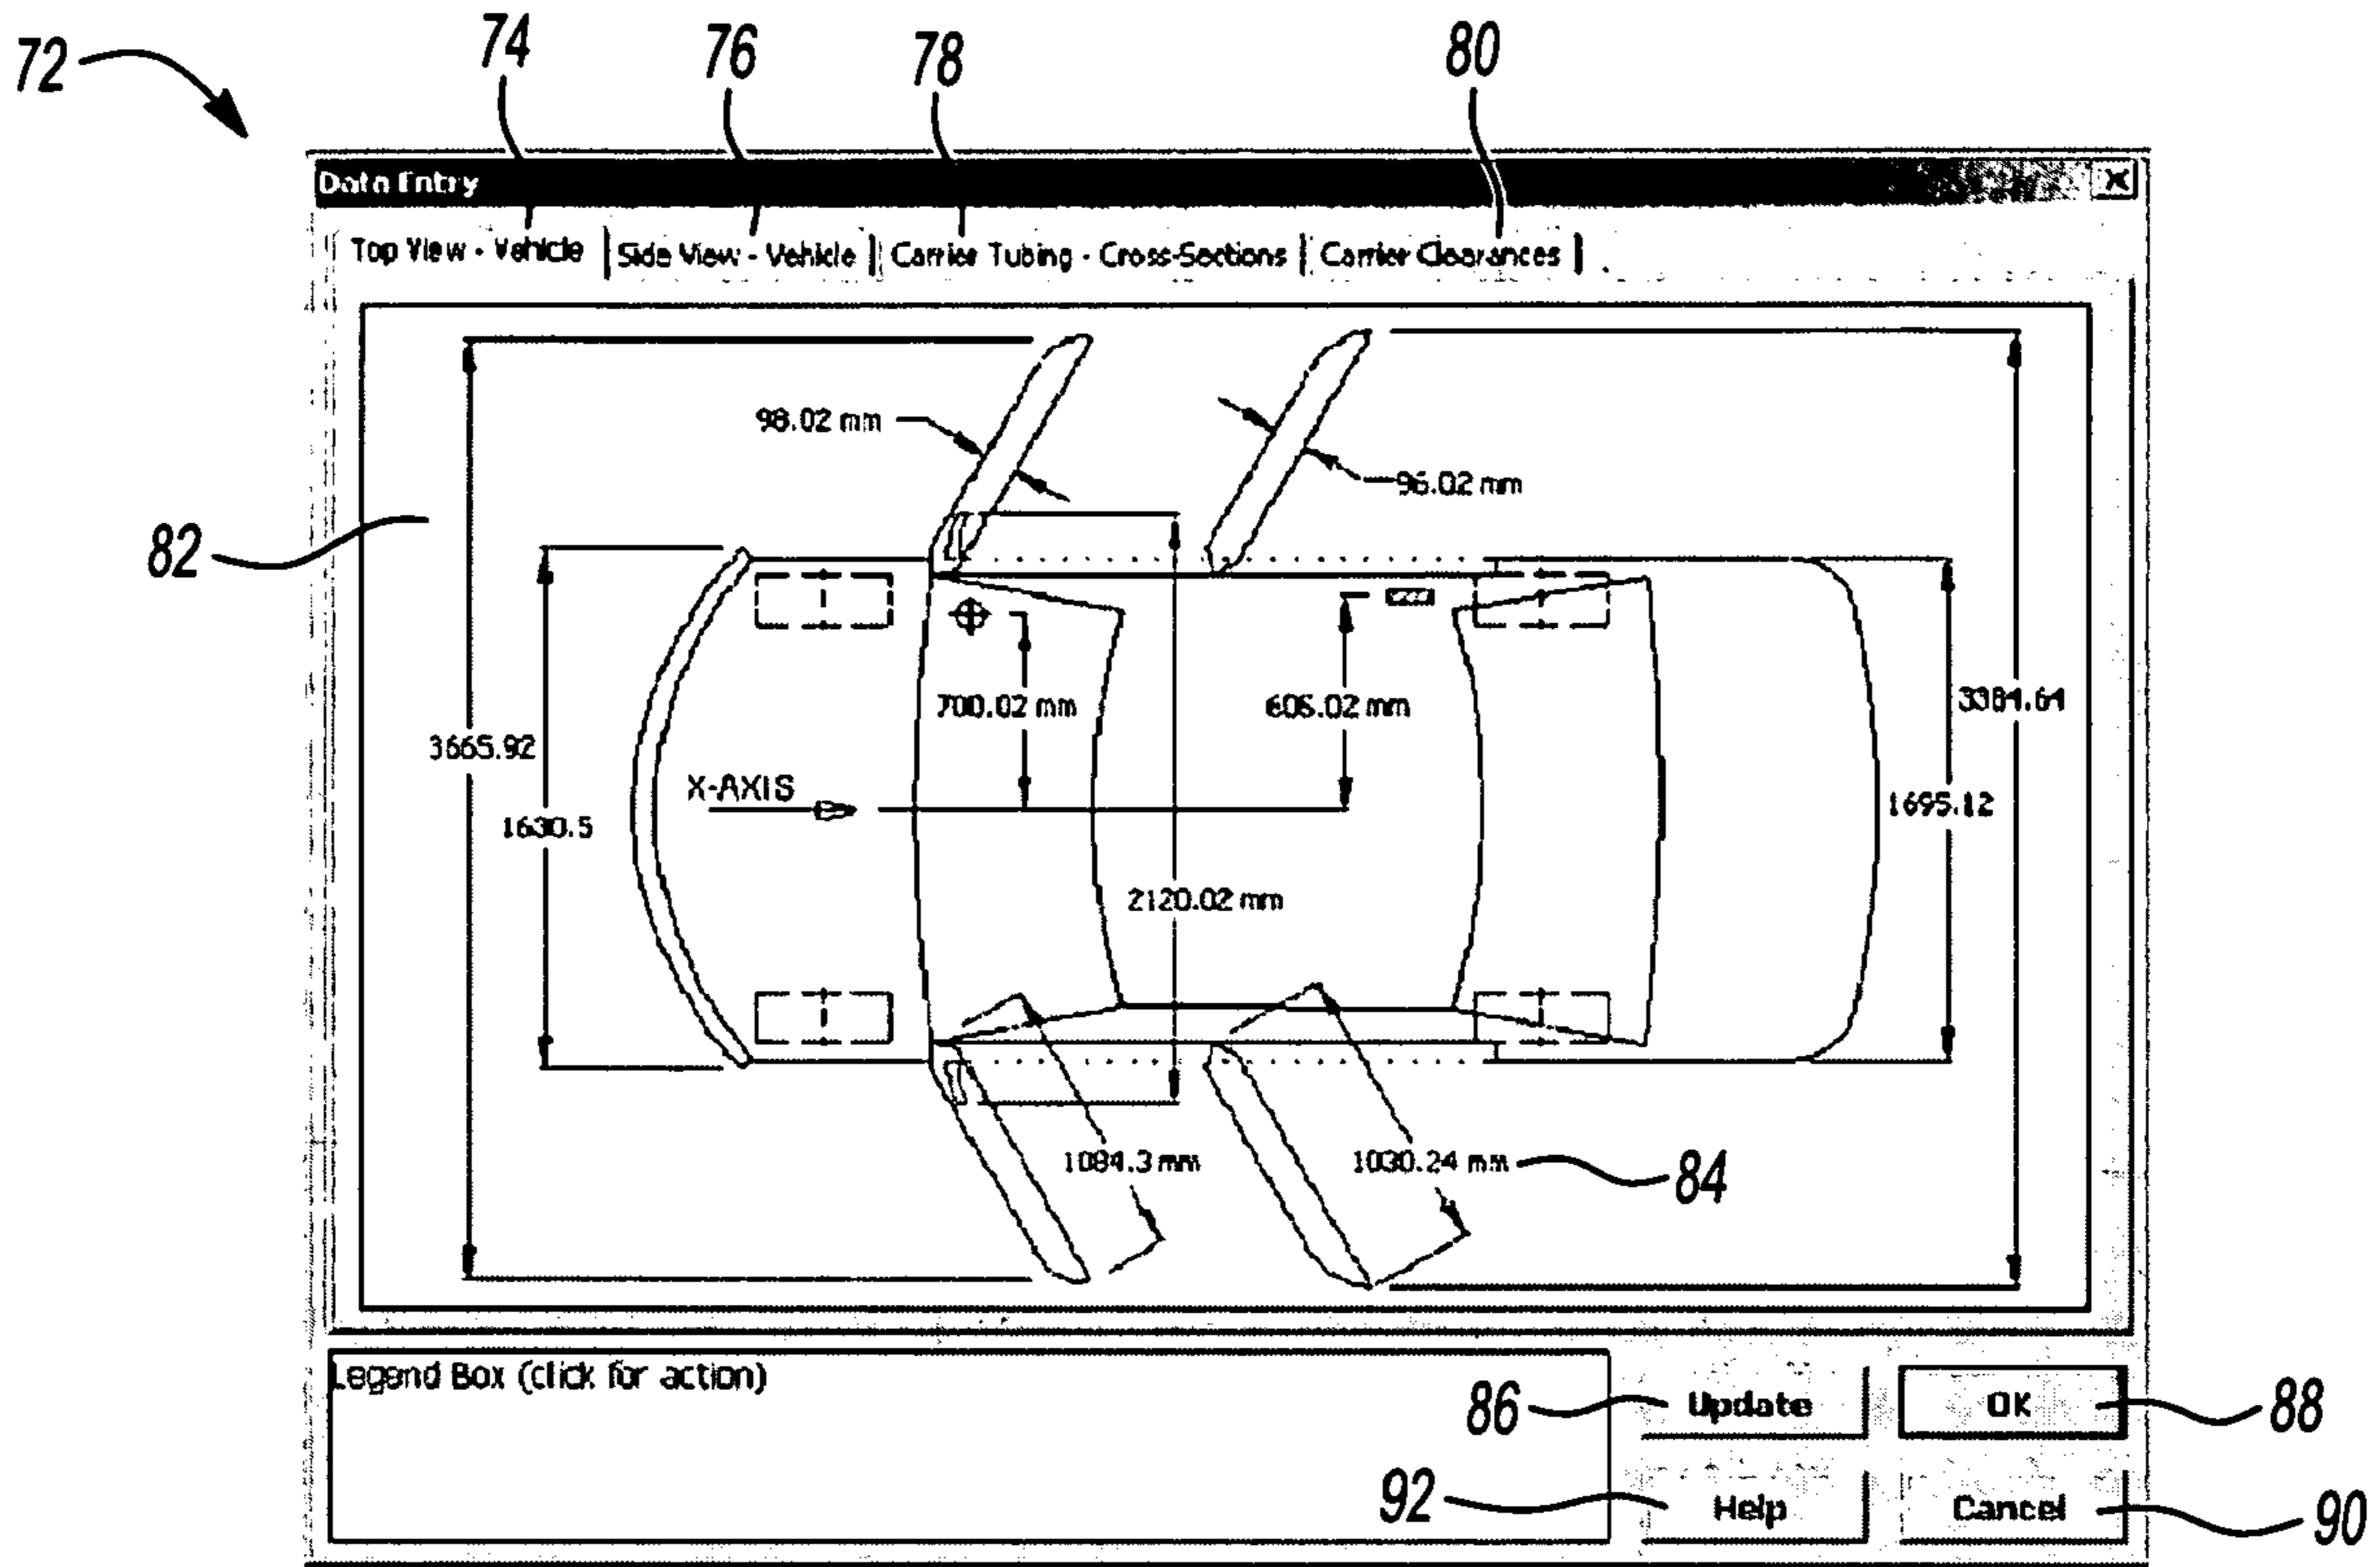 72
74
76
78
80
Data Entry
Top View - Vehicle
Side View - Vehicle
Carrier Tubing - Cross-Sections
Carrier Clearances
98.02 mm
96.02 mm
82
700.02 mm
606.02 mm
3384.64
3665.92
X-AXIS
1695.12
1630.5
2120.02 mm
1084.3 mm
1030.24 mm
84
Legend Box (click for action)
86
Update
OK
88
92
Help
Cancel
90